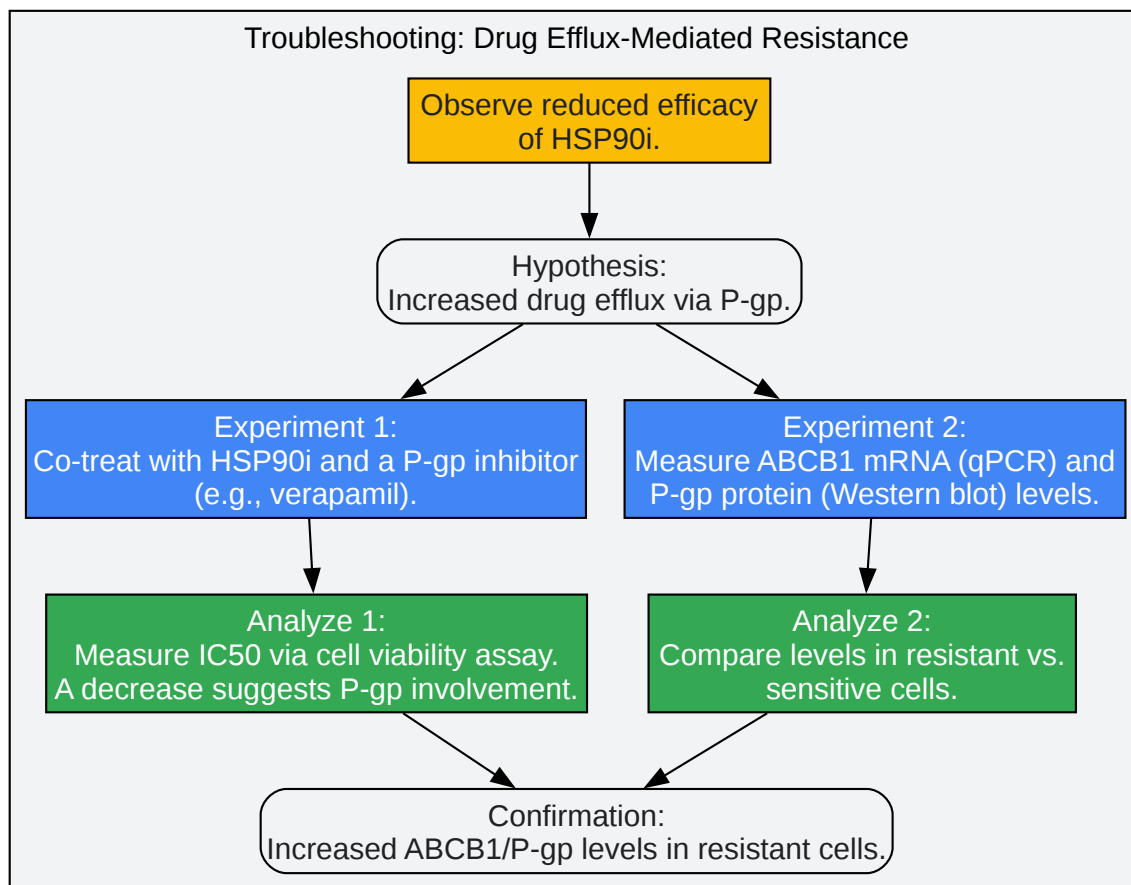 Troubleshooting: Drug Efflux-Mediated Resistance
Observe reduced efficacy
of HSP90i.
Hypothesis:
Increased drug efflux via P-gp.
Experiment 1:
Co-treat with HSP90i and a P-gp inhibitor
(e.g., verapamil).
Experiment 2:
Measure ABCB1 mRNA (qPCR) and
P-gp protein (Western blot) levels.
Analyze 1:
Measure IC50 via cell viability assay.
A decrease suggests P-gp involvement.
Analyze 2:
Compare levels in resistant vs.
sensitive cells.
Confirmation:
Increased ABCB1/P-gp levels in resistant cells.